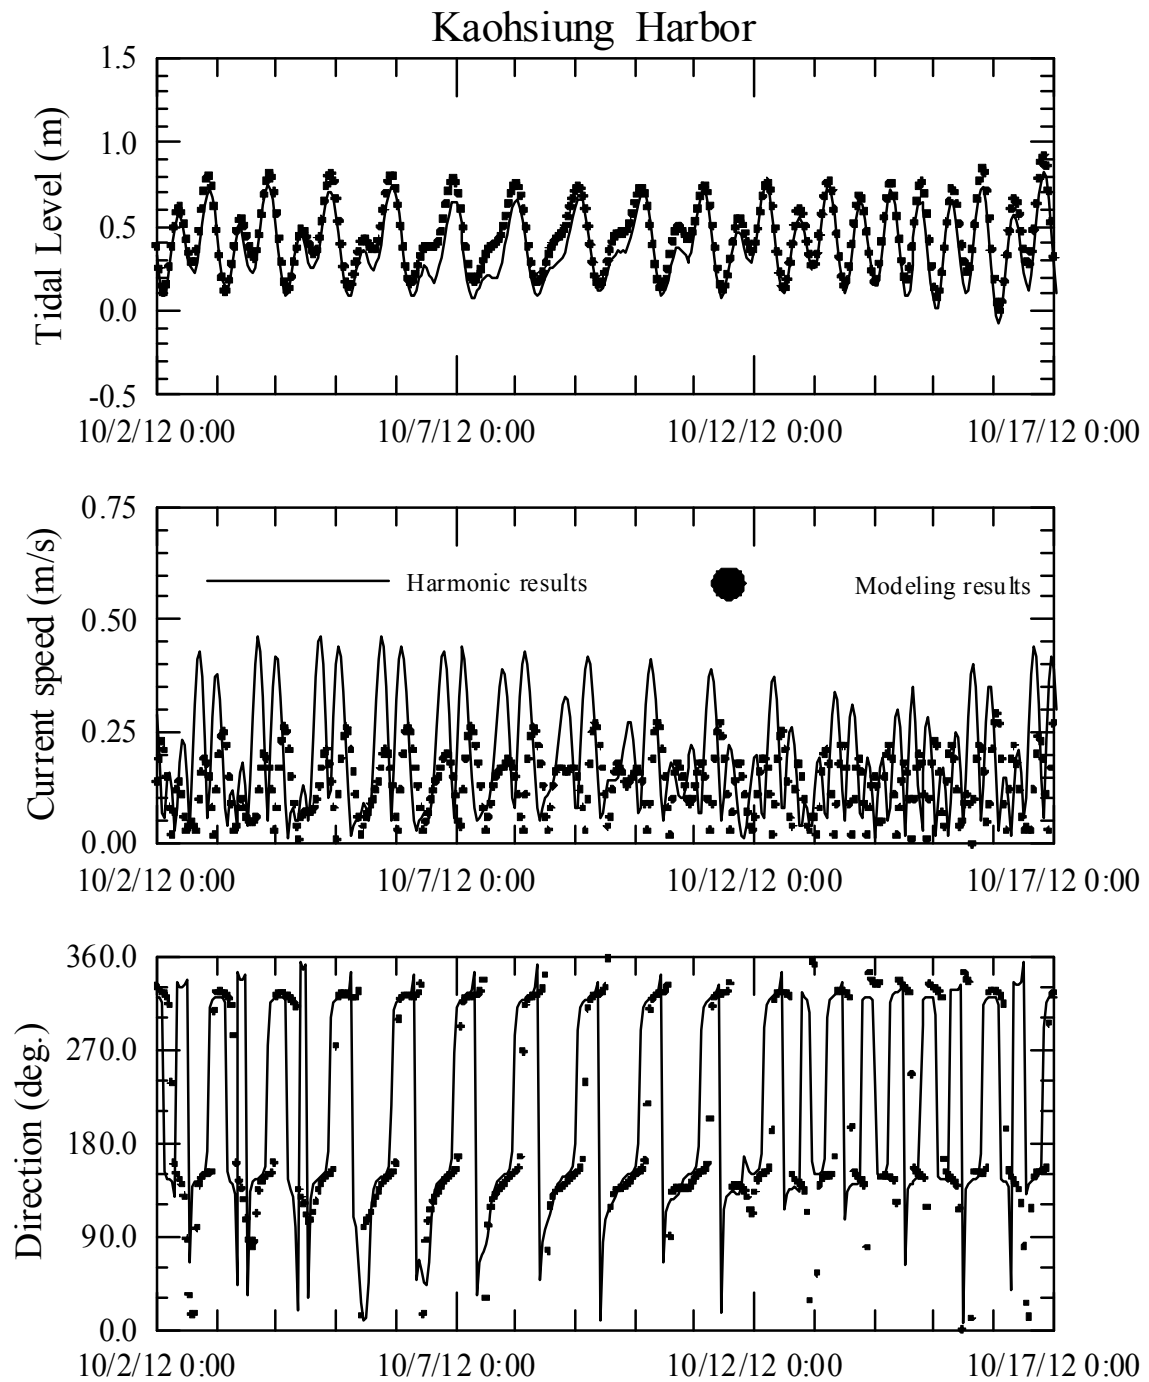 Kaohsiung Harbor
Tidal Level (m)
1.5
1.0
0.5
0.0
-0.5
10/2/12 0:00 10/7/12 0:00 10/12/12 0:00 10/17/12 0:00
Current speed (m/s)
0.75
Harmonic results Modeling results
0.50
0.25
0.00
10/2/12 0:00 10/7/12 0:00 10/12/12 0:00 10/17/12 0:00
Direction (deg.)
360.0
270.0
180.0
90.0
0.0
10/2/12 0:00 10/7/12 0:00 10/12/12 0:00 10/17/12 0:00